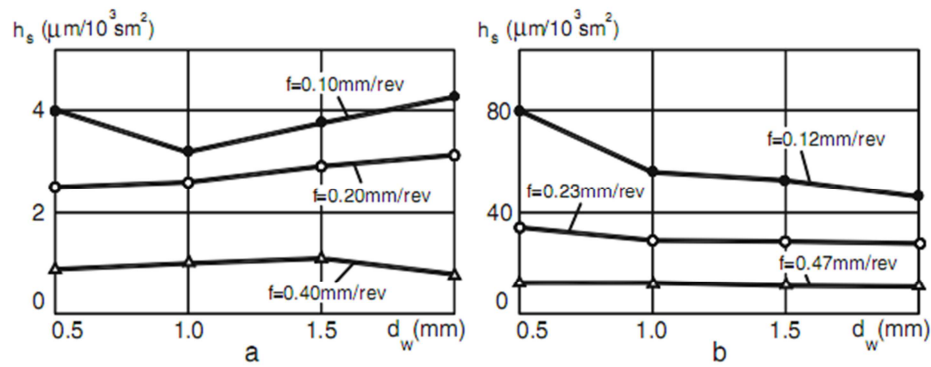 h_s (μm/10³sm²)
4
2
0
f=0.10mm/rev
f=0.20mm/rev
f=0.40mm/rev
0.5 1.0 1.5 d_w(mm)
a
h_s (μm/10³sm²)
80
40
0
f=0.12mm/rev
f=0.23mm/rev
f=0.47mm/rev
0.5 1.0 1.5 d_w(mm)
b